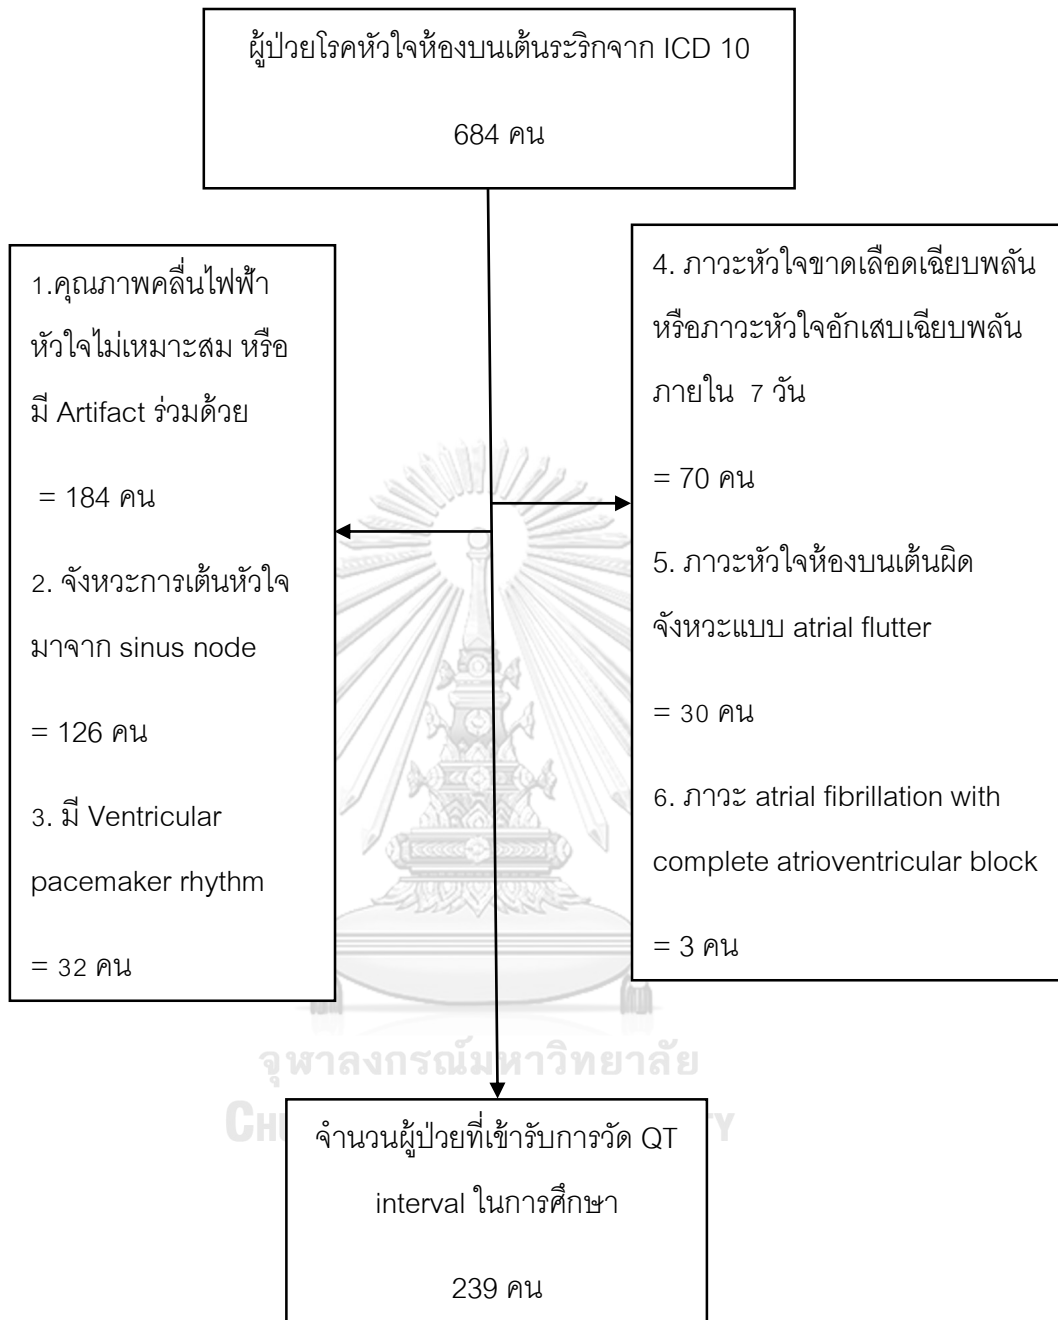 ผู้ป่วยโรคหัวใจห้องบนเต้นระริกจาก ICD 10
684 คน
1.คุณภาพคลื่นไฟฟ้า
หัวใจไม่เหมาะสม หรือ
มี Artifact ร่วมด้วย
= 184 คน
2. จังหวะการเต้นหัวใจ
มาจาก sinus node
= 126 คน
3. มี Ventricular
pacemaker rhythm
= 32 คน
4. ภาวะหัวใจขาดเลือดเฉียบพลัน
หรือภาวะหัวใจอักเสบเฉียบพลัน
ภายใน 7 วัน
= 70 คน
5. ภาวะหัวใจห้องบนเต้นผิด
จังหวะแบบ atrial flutter
= 30 คน
6. ภาวะ atrial fibrillation with
complete atrioventricular block
= 3 คน
จุฬาลงกรณ์มหาวิทยาลัย
จำนวนผู้ป่วยที่เข้ารับการวัด QT
interval ในการศึกษา
239 คน